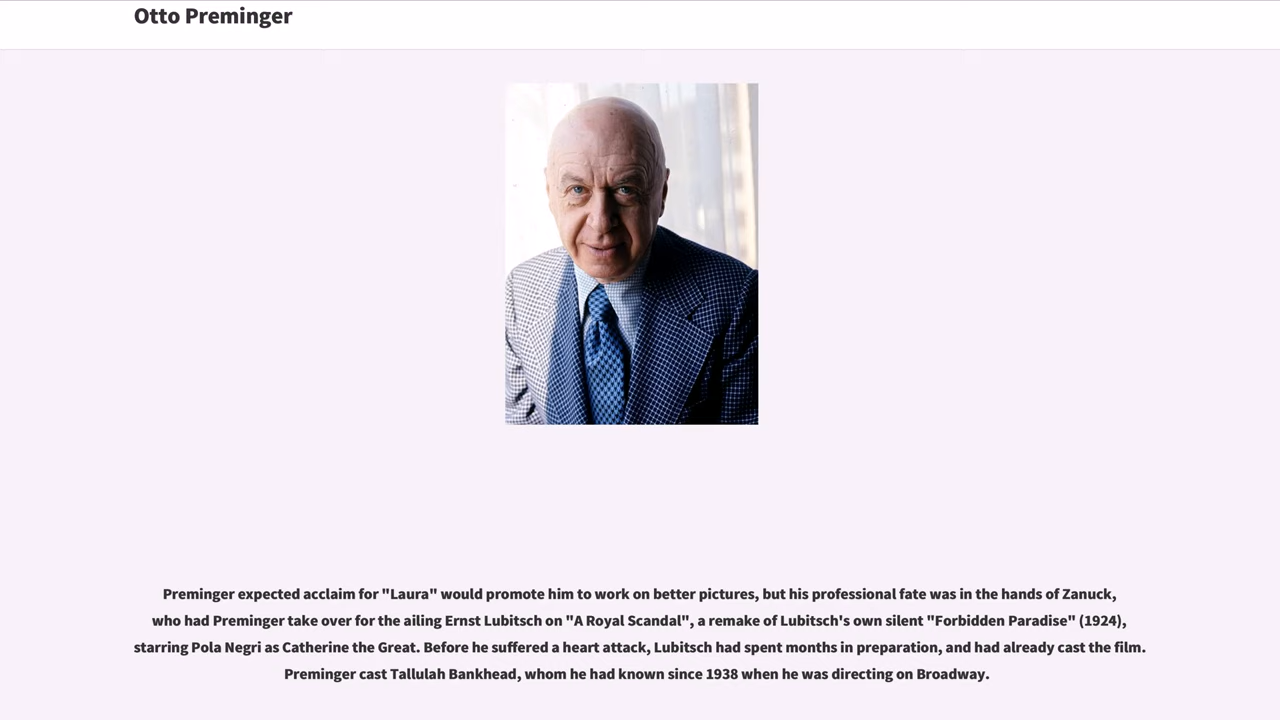 Otto Preminger
Preminger expected acclaim for "Laura" would promote him to work on better pictures, but his professional fate was in the hands of Zanuck,
who had Preminger take over for the ailing Ernst Lubitsch on "A Royal Scandal", a remake of Lubitsch's own silent "Forbidden Paradise" (1924),
starring Pola Negri as Catherine the Great. Before he suffered a heart attack, Lubitsch had spent months in preparation, and had already cast the film.
Preminger cast Tallulah Bankhead, whom he had known since 1938 when he was directing on Broadway.